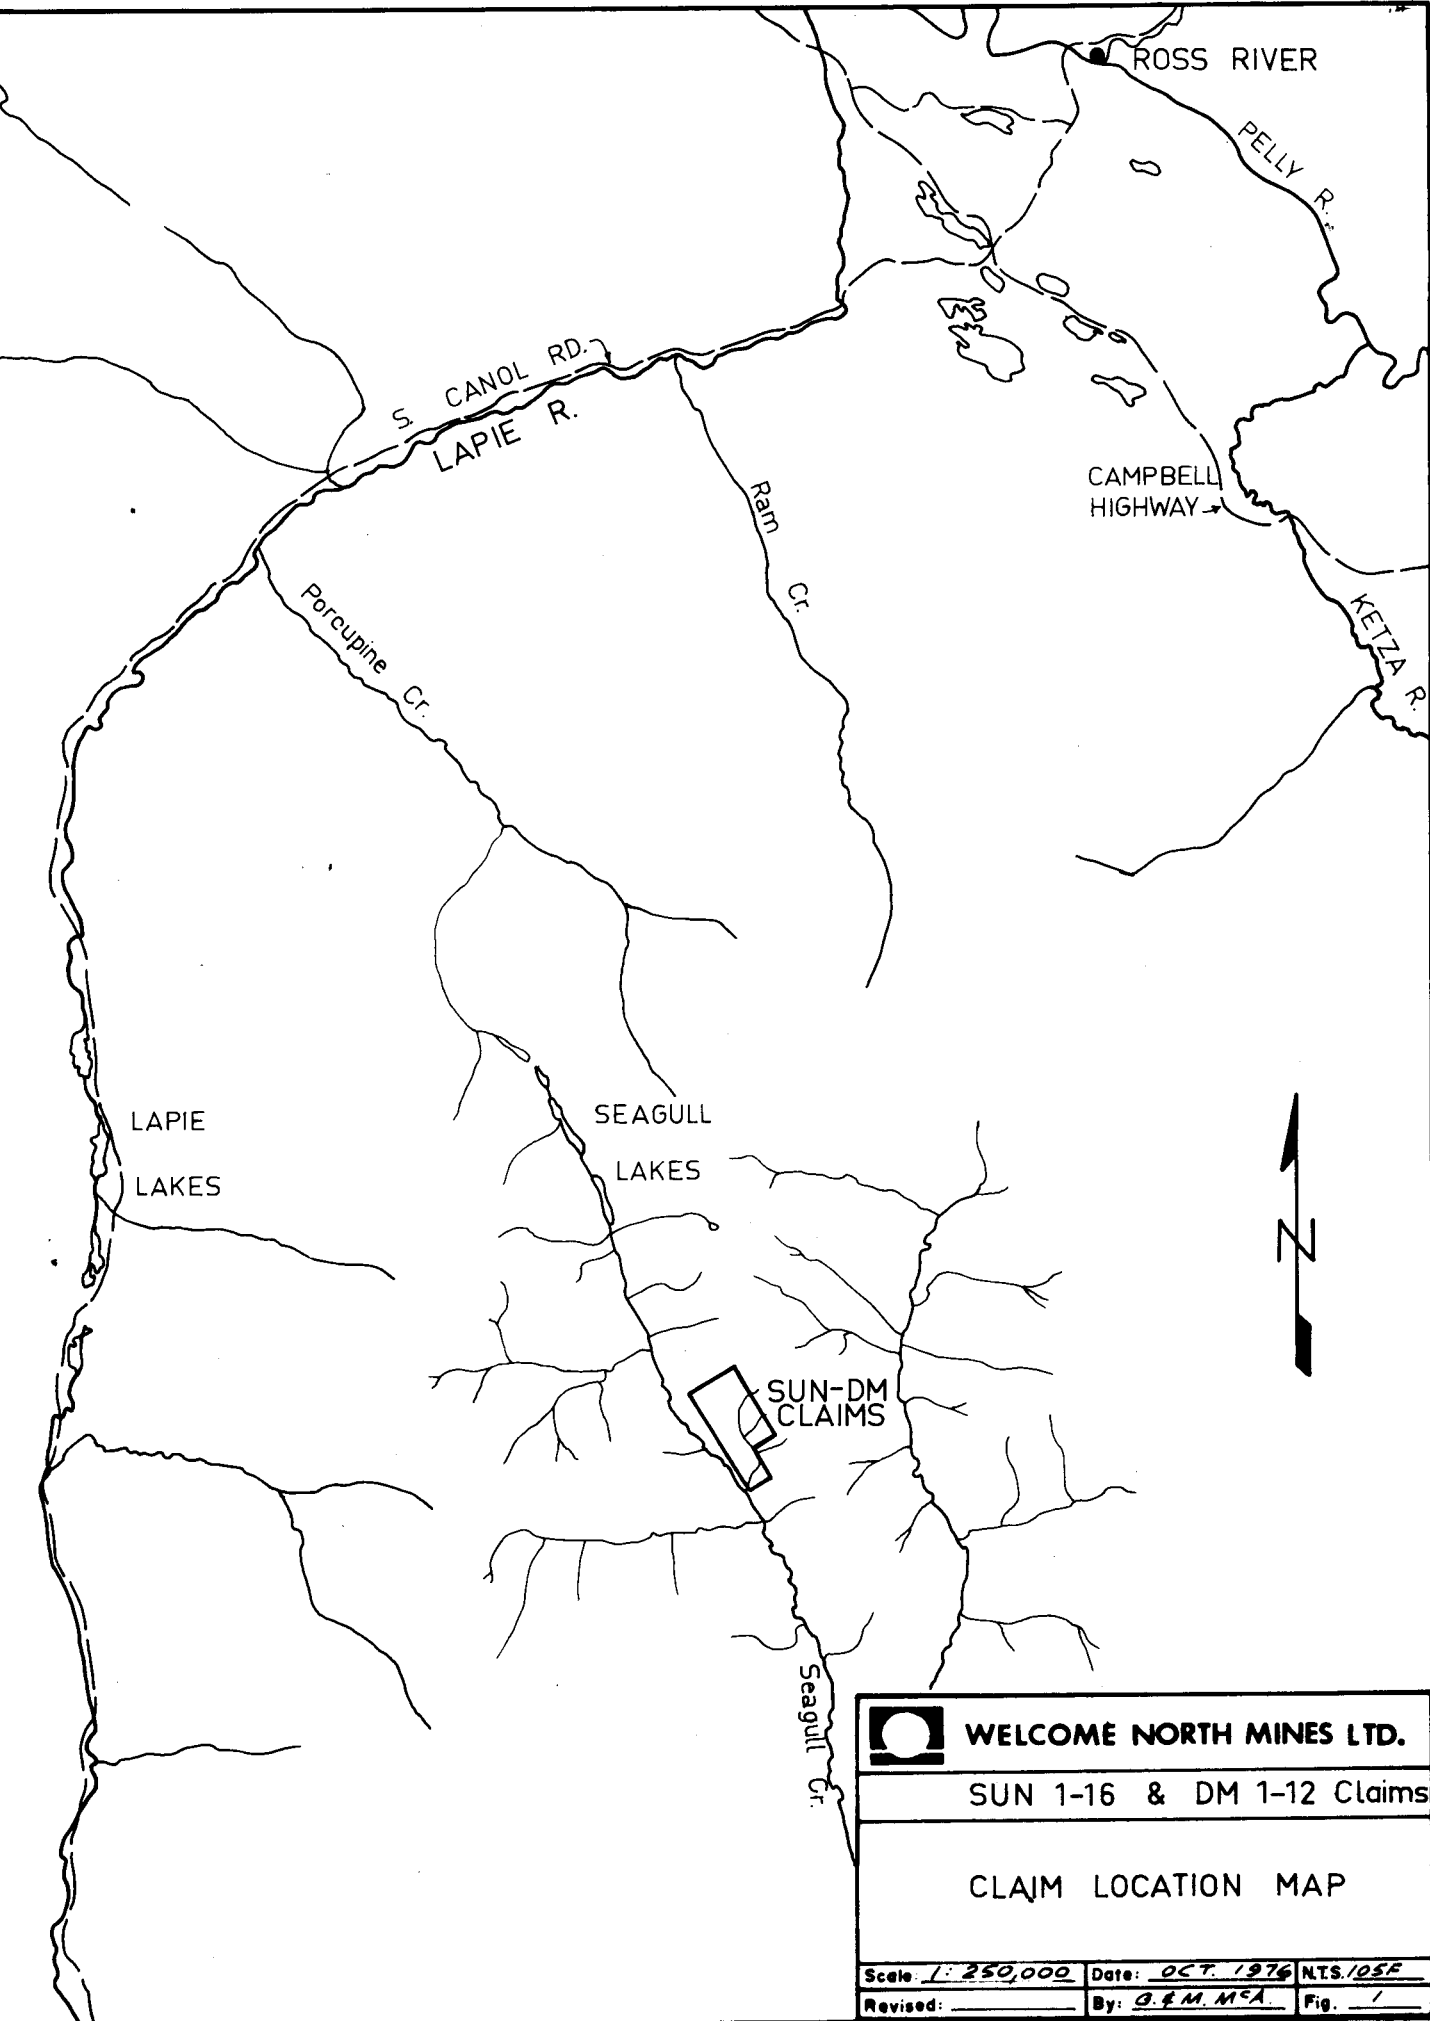 ROSS RIVER
PELLY R.
S. CANOL RD.
LAPIE R.
Ram Cr.
CAMPBELL
HIGHWAY
Porcupine Cr.
KETZA R.
LAPIE
LAKES
SEAGULL
LAKES
N
SUN-DM
CLAIMS
Seagull Cr.
WELCOME NORTH MINES LTD.
SUN 1-16 & DM 1-12 Claims
CLAIM LOCATION MAP
Scale: 1: 250,000 Date: OCT. 1976 N.T.S. 105F
Revised: By: G. & M. McA. Fig. 1